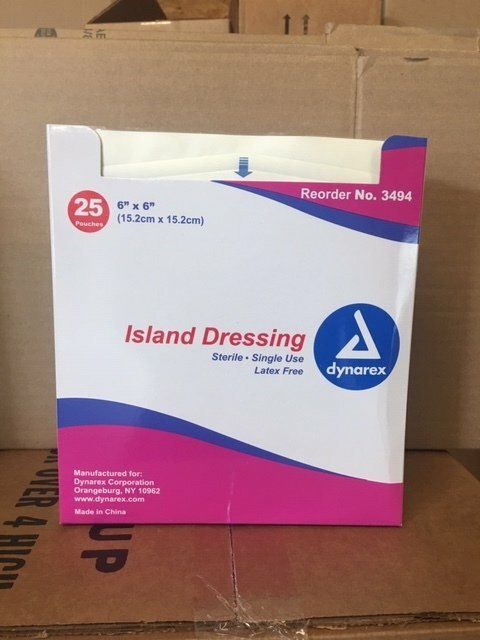 Reorder No. 3494
25
Pouches
6" x 6"
(15.2cm x 15.2cm)
Island Dressing
Sterile • Single Use
Latex Free
dynarex
Manufactured for:
Dynarex Corporation
Orangeburg, NY 10962
www.dynarex.com
Made in China
UP
OVER 4 HIGH